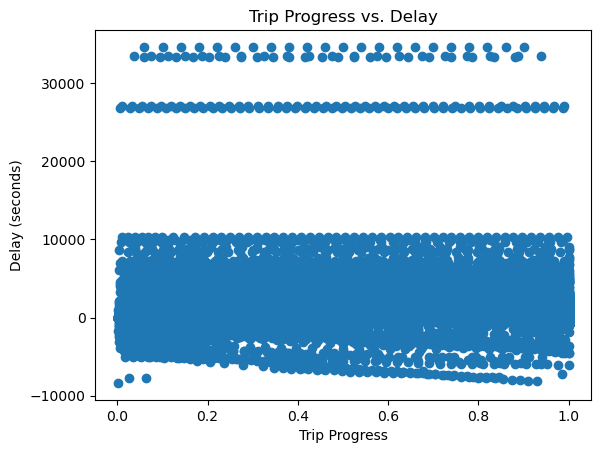 Trip Progress vs. Delay
Delay (seconds)
30000
20000
10000
0
−10000
0.0 0.2 0.4 0.6 0.8 1.0
Trip Progress